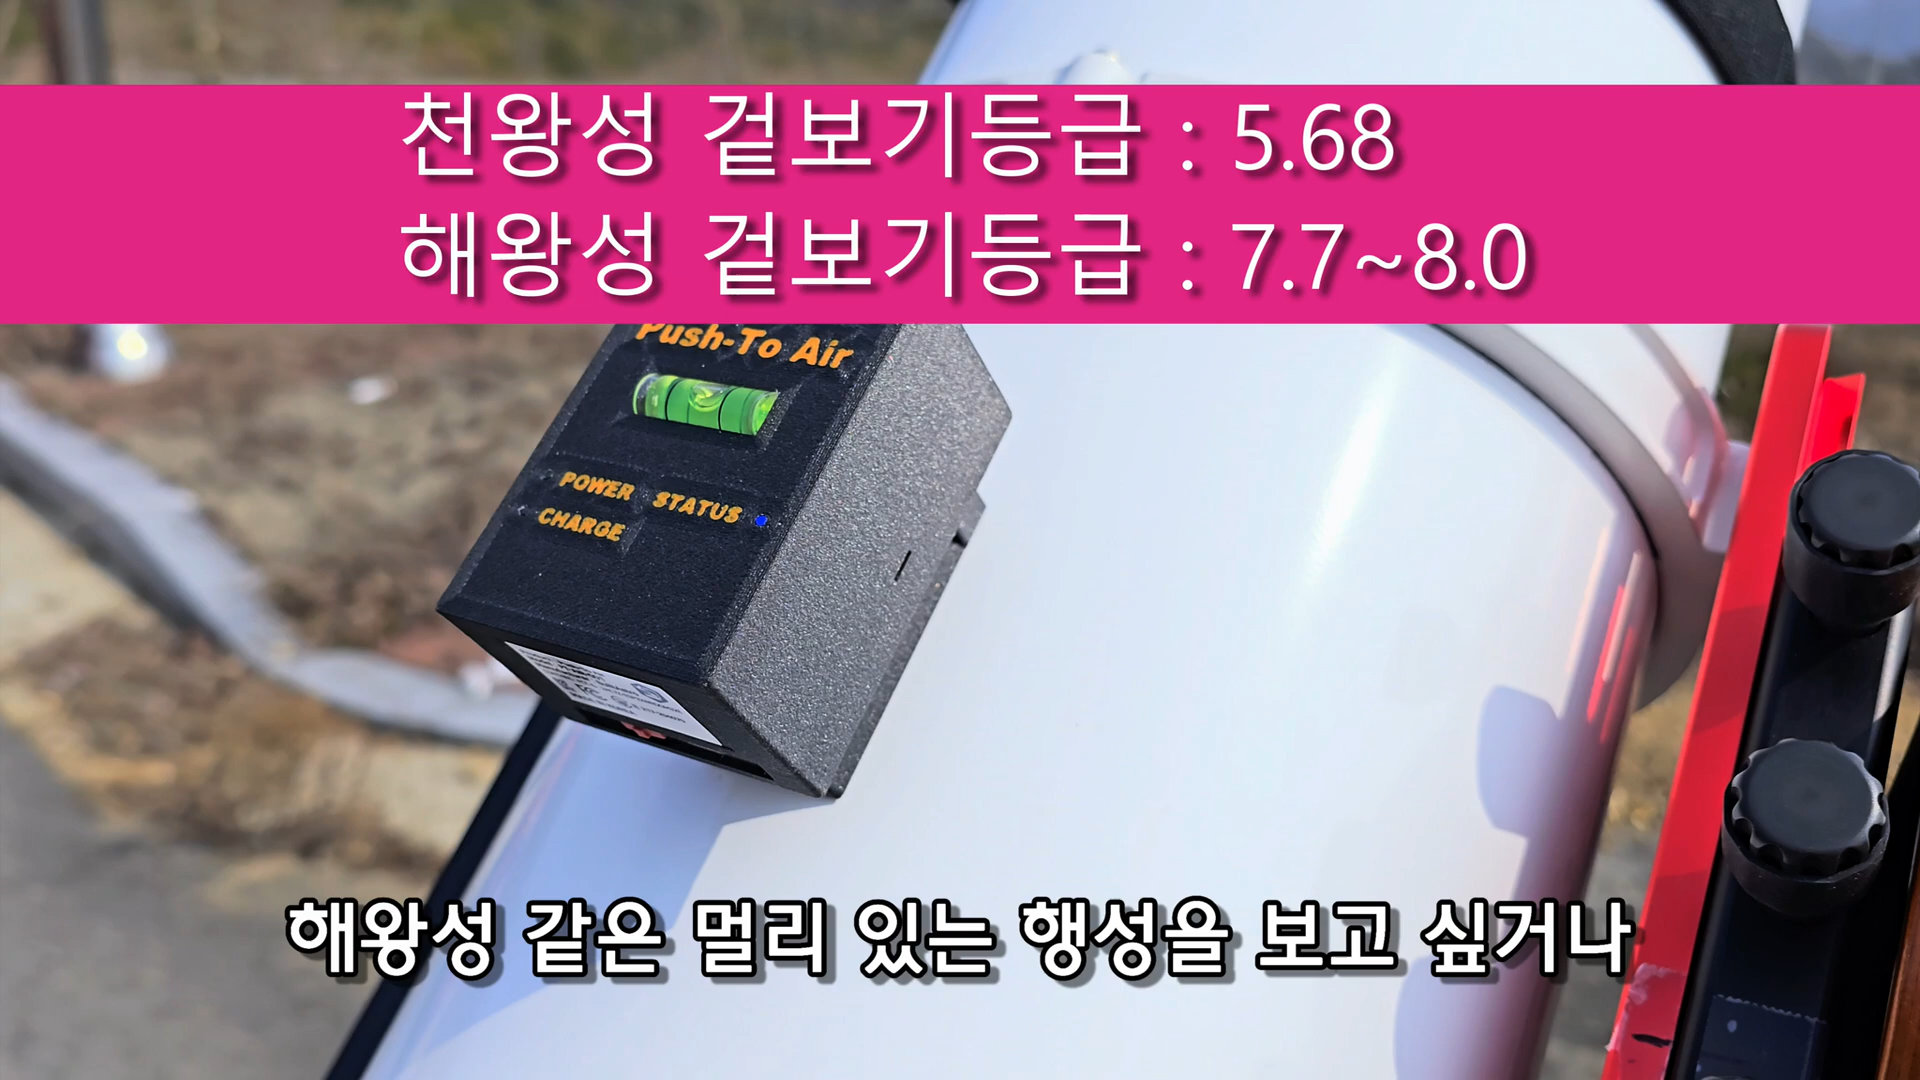 천왕성 겉보기등급 : 5.68
해왕성 겉보기등급 : 7.7~8.0
Push-To Air
POWER STATUS
CHARGE
해왕성 같은 멀리 있는 행성을 보고 싶거나